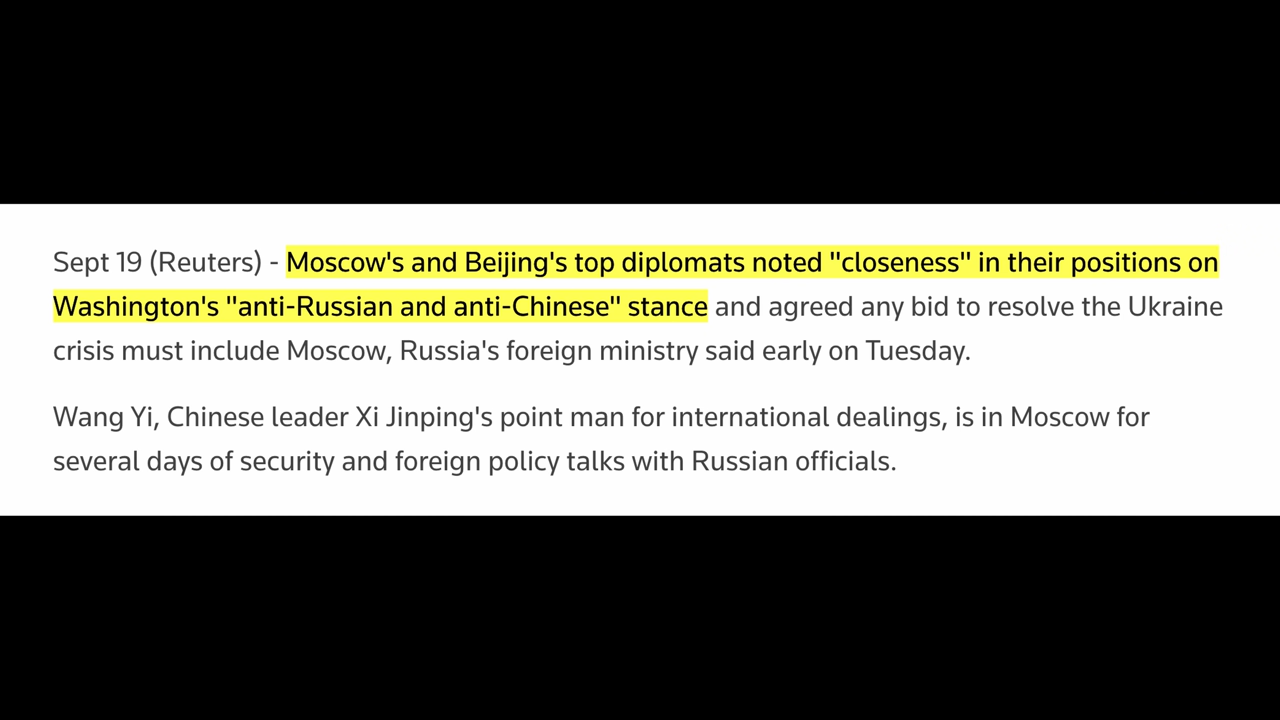 Sept 19 (Reuters) - Moscow's and Beijing's top diplomats noted "closeness" in their positions on
Washington's "anti-Russian and anti-Chinese" stance and agreed any bid to resolve the Ukraine
crisis must include Moscow, Russia's foreign ministry said early on Tuesday.
Wang Yi, Chinese leader Xi Jinping's point man for international dealings, is in Moscow for
several days of security and foreign policy talks with Russian officials.